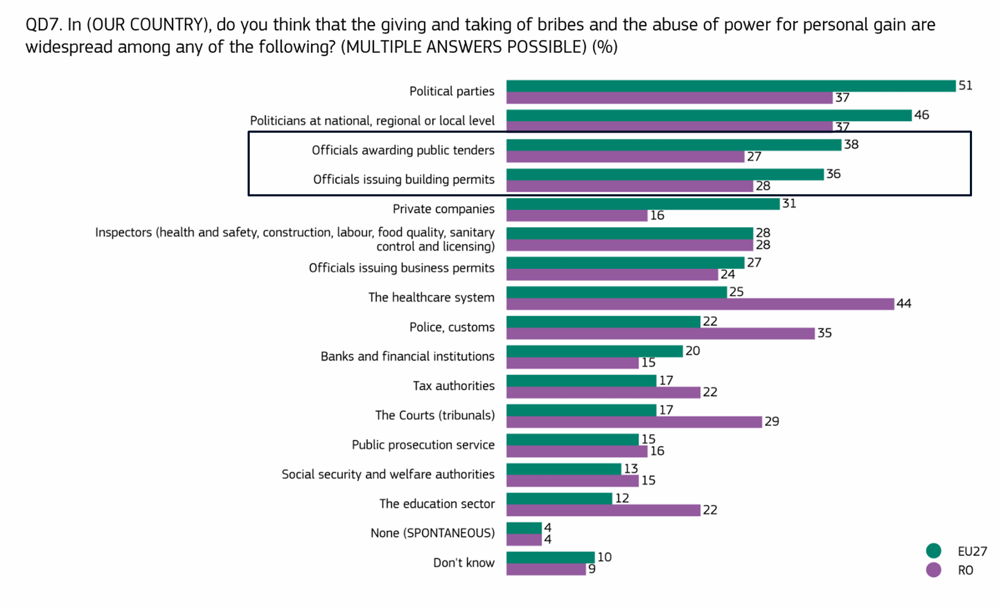 QD7. In (OUR COUNTRY), do you think that the giving and taking of bribes and the abuse of power for personal gain are
widespread among any of the following? (MULTIPLE ANSWERS POSSIBLE) (%)
Political parties
51
37
Politicians at national, regional or local level
46
37
Officials awarding public tenders
38
27
Officials issuing building permits
36
28
Private companies
31
16
Inspectors (health and safety, construction, labour, food quality, sanitary
control and licensing)
28
28
Officials issuing business permits
27
24
The healthcare system
25
44
Police, customs
22
35
Banks and financial institutions
20
15
Tax authorities
17
22
The Courts (tribunals)
17
29
Public prosecution service
15
16
Social security and welfare authorities
13
15
The education sector
12
22
None (SPONTANEOUS)
4
4
Don't know
10
9
EU27
RO